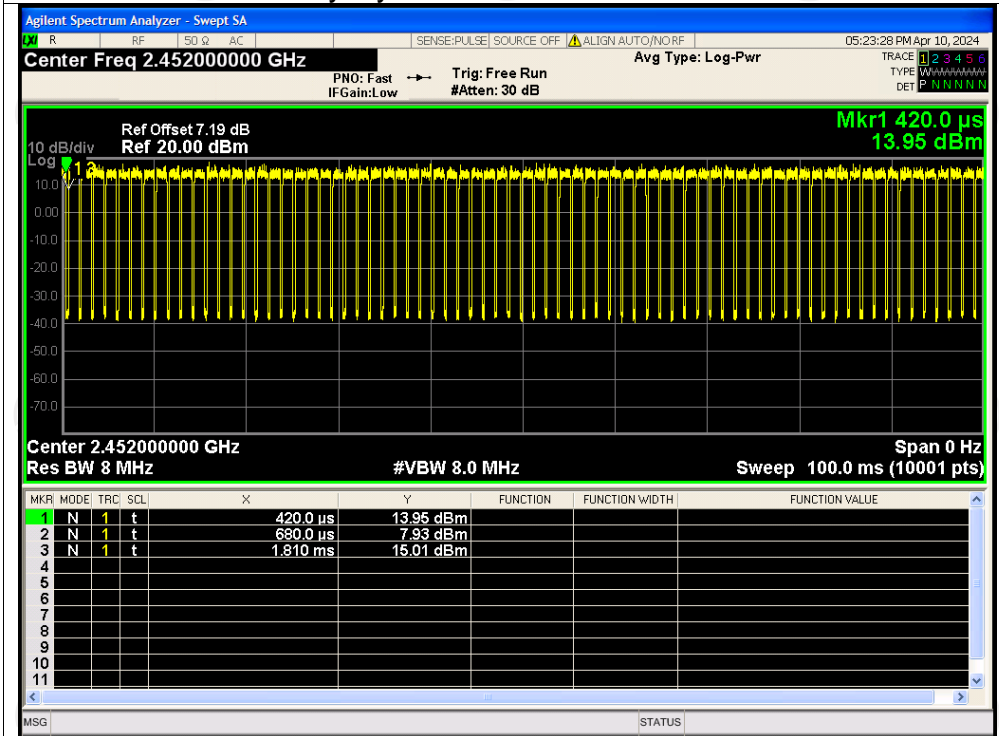 Agilent Spectrum Analyzer - Swept SA
LXI R RF 50 Ω AC SENSE:PULSE SOURCE OFF ALIGN AUTO/NO RF 05:23:28 PM Apr 10, 2024
Center Freq 2.452000000 GHz
PNO: Fast
IFGain:Low
Trig: Free Run
#Atten: 30 dB
Avg Type: Log-Pwr
TRACE 1 2 3 4 5 6
TYPE W
DET P N N N N N
Mkr1 420.0 µs
13.95 dBm
Ref Offset 7.19 dB
10 dB/div Ref 20.00 dBm
Log
1 3
10.0
0.00
-10.0
-20.0
-30.0
-40.0
-50.0
-60.0
-70.0
Center 2.452000000 GHz Span 0 Hz
Res BW 8 MHz #VBW 8.0 MHz Sweep 100.0 ms (10001 pts)
MKR MODE TRC SCL X Y FUNCTION FUNCTION WIDTH FUNCTION VALUE
1 N 1 t 420.0 µs 13.95 dBm
2 N 1 t 680.0 µs 7.93 dBm
3 N 1 t 1.810 ms 15.01 dBm
4
5
6
7
8
9
10
11
MSG STATUS